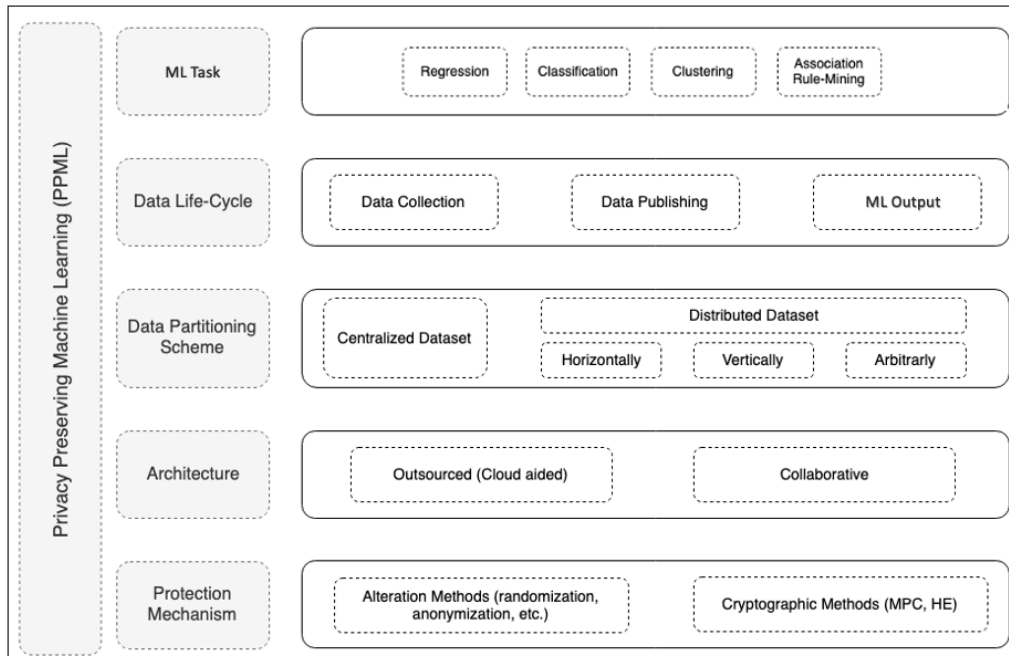 Privacy Preserving Machine Learning (PPML)
ML Task
Regression
Classification
Clustering
Association
Rule-Mining
Data Life-Cycle
Data Collection
Data Publishing
ML Output
Data Partitioning
Scheme
Centralized Dataset
Distributed Dataset
Horizontally
Vertically
Arbitrarly
Architecture
Outsourced (Cloud aided)
Collaborative
Protection
Mechanism
Alteration Methods (randomization,
anonymization, etc.)
Cryptographic Methods (MPC, HE)